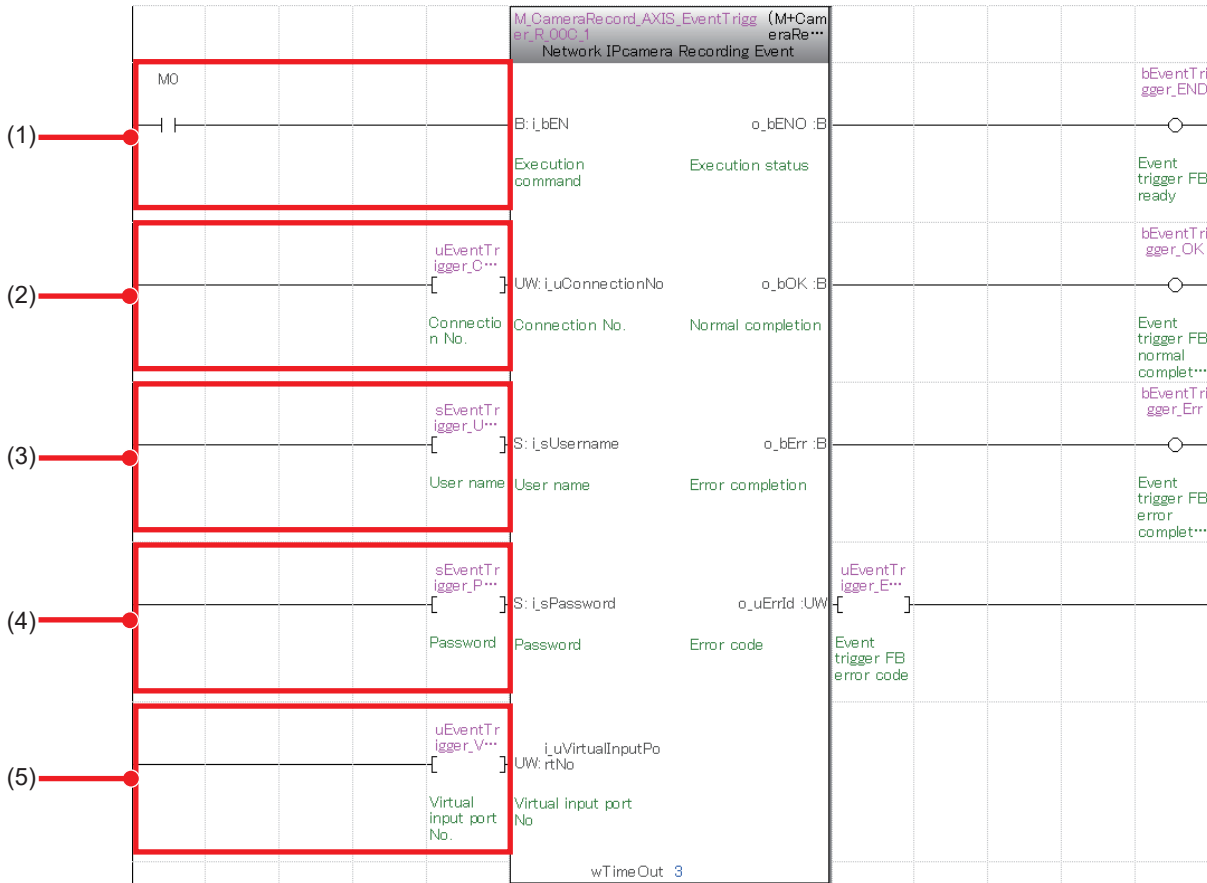 M_CameraRecord_AXIS_EventTrigg (M+Cam
er_R_00C_1 eraRe…
Network IPcamera Recording Event
(1)
M0
B: i_bEN
o_bENO :B
bEventTri
gger_END
Execution
command
Execution status
Event
trigger FB
ready
(2)
uEventTr
igger_C…
UW: i_uConnectionNo
o_bOK :B
bEventTri
gger_OK
Connectio
n No.
Connection No.
Normal completion
Event
trigger FB
normal
complet…
(3)
sEventTr
igger_U…
S: i_sUsername
o_bErr :B
bEventTri
gger_Err
User name
User name
Error completion
Event
trigger FB
error
complet…
(4)
sEventTr
igger_P…
S: i_sPassword
o_uErrId :UW
uEventTr
igger_E…
Password
Password
Error code
Event
trigger FB
error code
(5)
uEventTr
igger_V…
i_uVirtualInputPo
UW: rtNo
Virtual
input port
No.
Virtual input port
No
wTimeOut 3